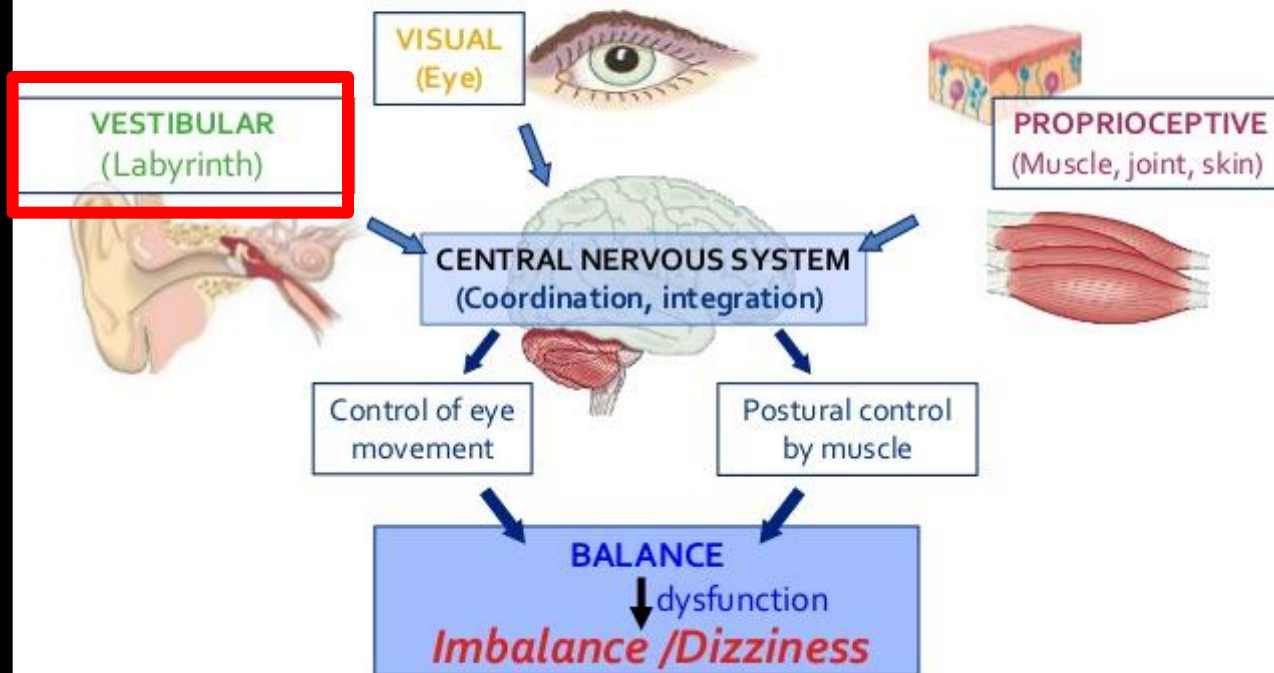 VISUAL
(Eye)
VESTIBULAR
(Labyrinth)
PROPRIOCEPTIVE
(Muscle, joint, skin)
CENTRAL NERVOUS SYSTEM
(Coordination, integration)
Control of eye
movement
Postural control
by muscle
BALANCE
dysfunction
Imbalance /Dizziness